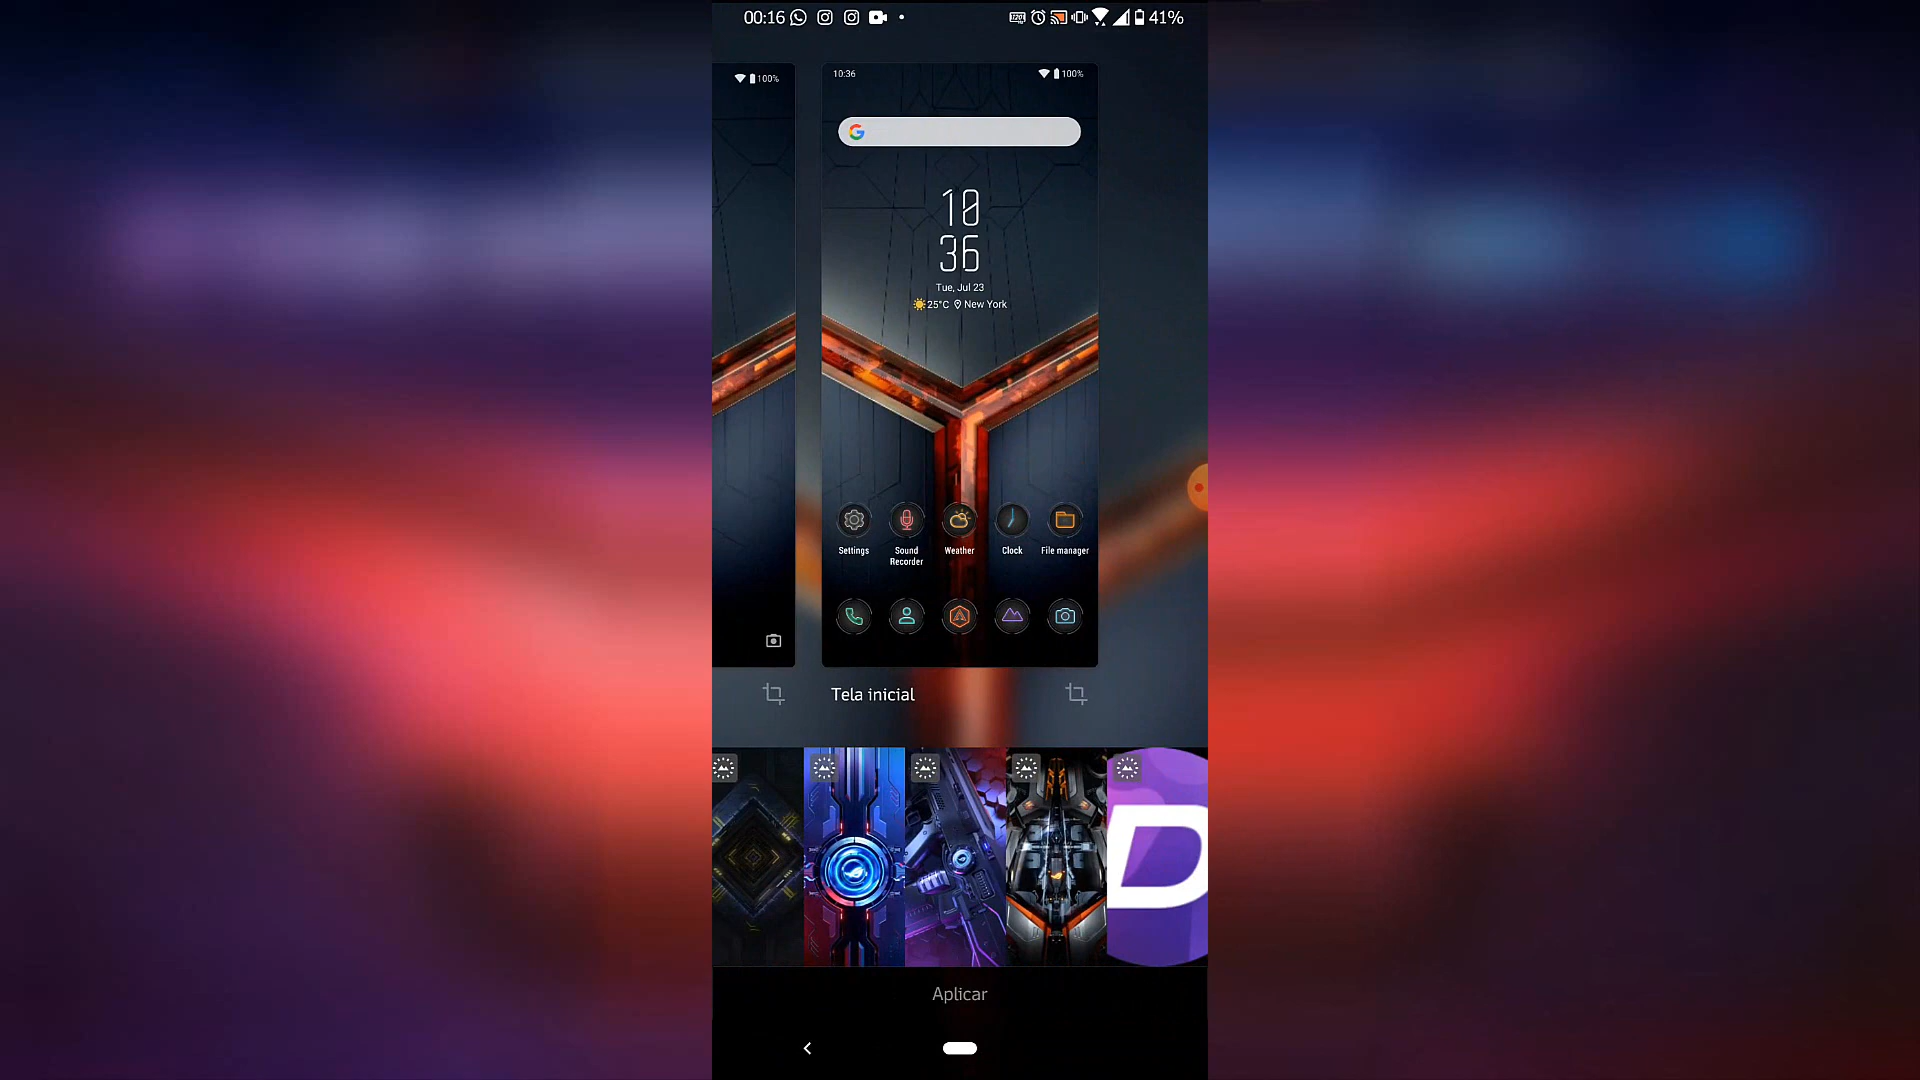 00:16
41%
100%
10:36
100%
10
36
Tue, Jul 23
25°C New York
Settings
Sound
Recorder
Weather
Clock
File manager
Tela inicial
D
Aplicar